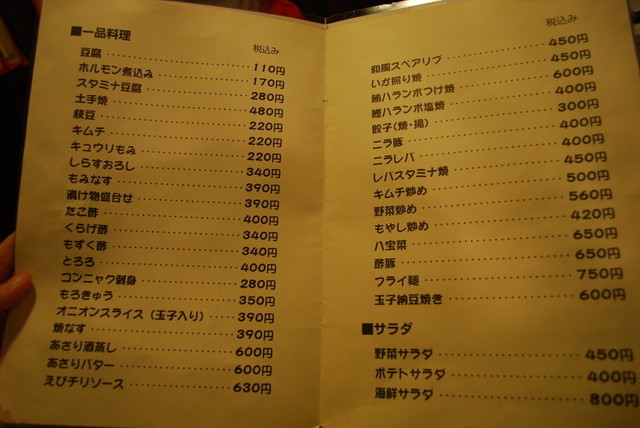 ■一品料理
税込み
豆腐 110円
ホルモン煮込み 170円
スタミナ豆腐 280円
土手焼 480円
枝豆 220円
キムチ 220円
キュウリもみ 220円
しらすおろし 340円
もみなす 390円
漬け物盛合せ 390円
たこ酢 400円
くらげ酢 340円
もずく酢 340円
とろろ 400円
コンニャク刺身 280円
もろきゅう 350円
オニオンスライス（玉子入り） 390円
焼なす 390円
あさり酒蒸し 600円
あさりバター 600円
えびチリソース 630円
税込み
和風スペアリブ 450円
いか照り焼 450円
鮪ハランボつけ焼 600円
鰹ハランボ塩焼 400円
餃子(焼・揚) 300円
ニラ豚 400円
ニラレバ 400円
レバスタミナ焼 450円
キムチ炒め 500円
野菜炒め 560円
もやし炒め 420円
八宝菜 650円
酢豚 650円
フライ麺 750円
玉子納豆焼き 600円
■サラダ
野菜サラダ 450円
ポテトサラダ 400円
海鮮サラダ 800円